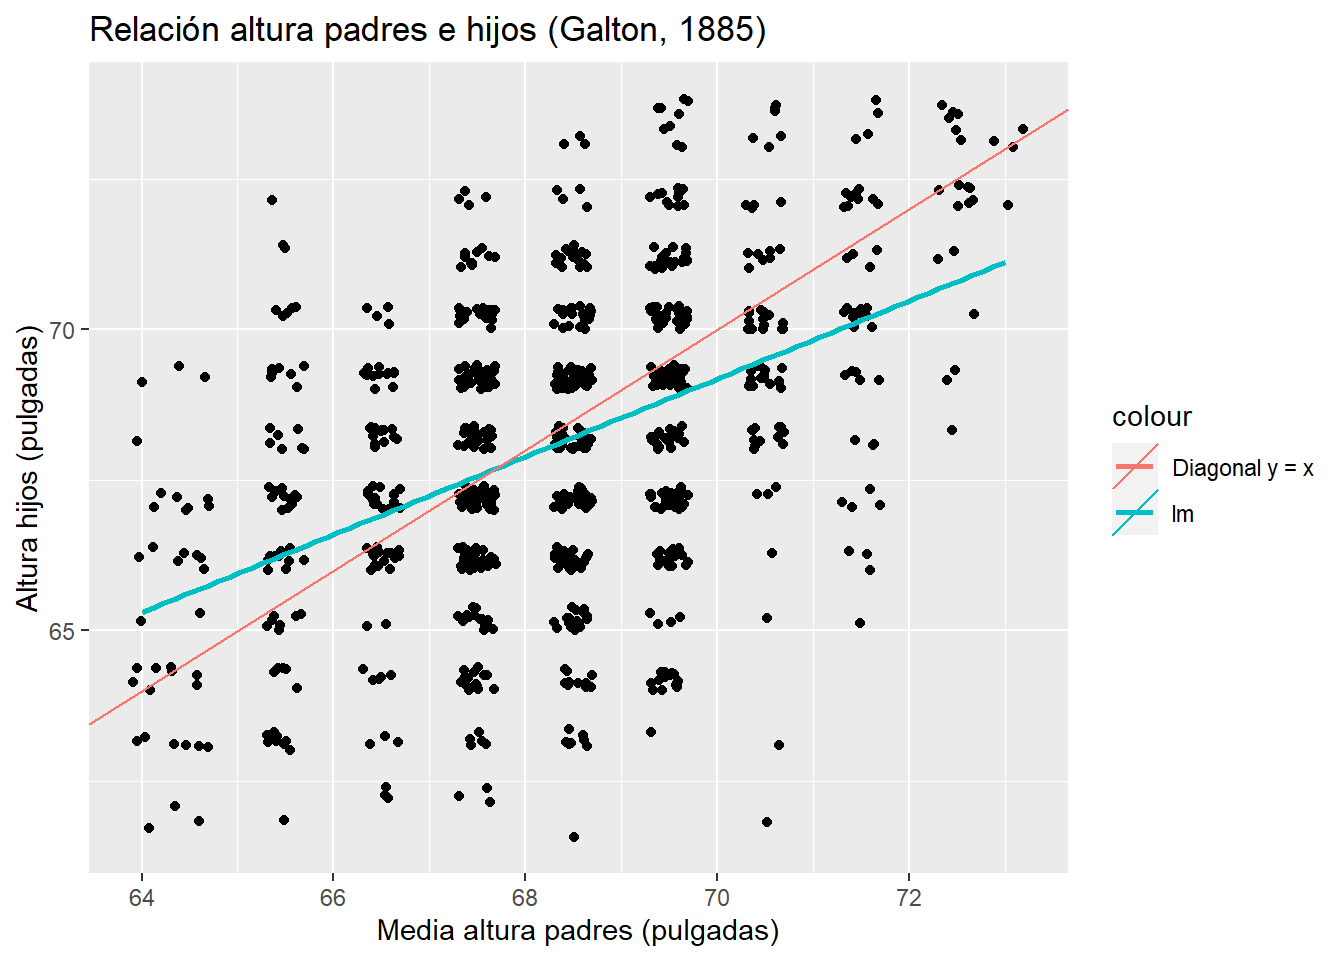 Relación altura padres e hijos (Galton, 1885)
Altura hijos (pulgadas)
70
65
64
66
68
70
72
Media altura padres (pulgadas)
colour
Diagonal y = x
lm